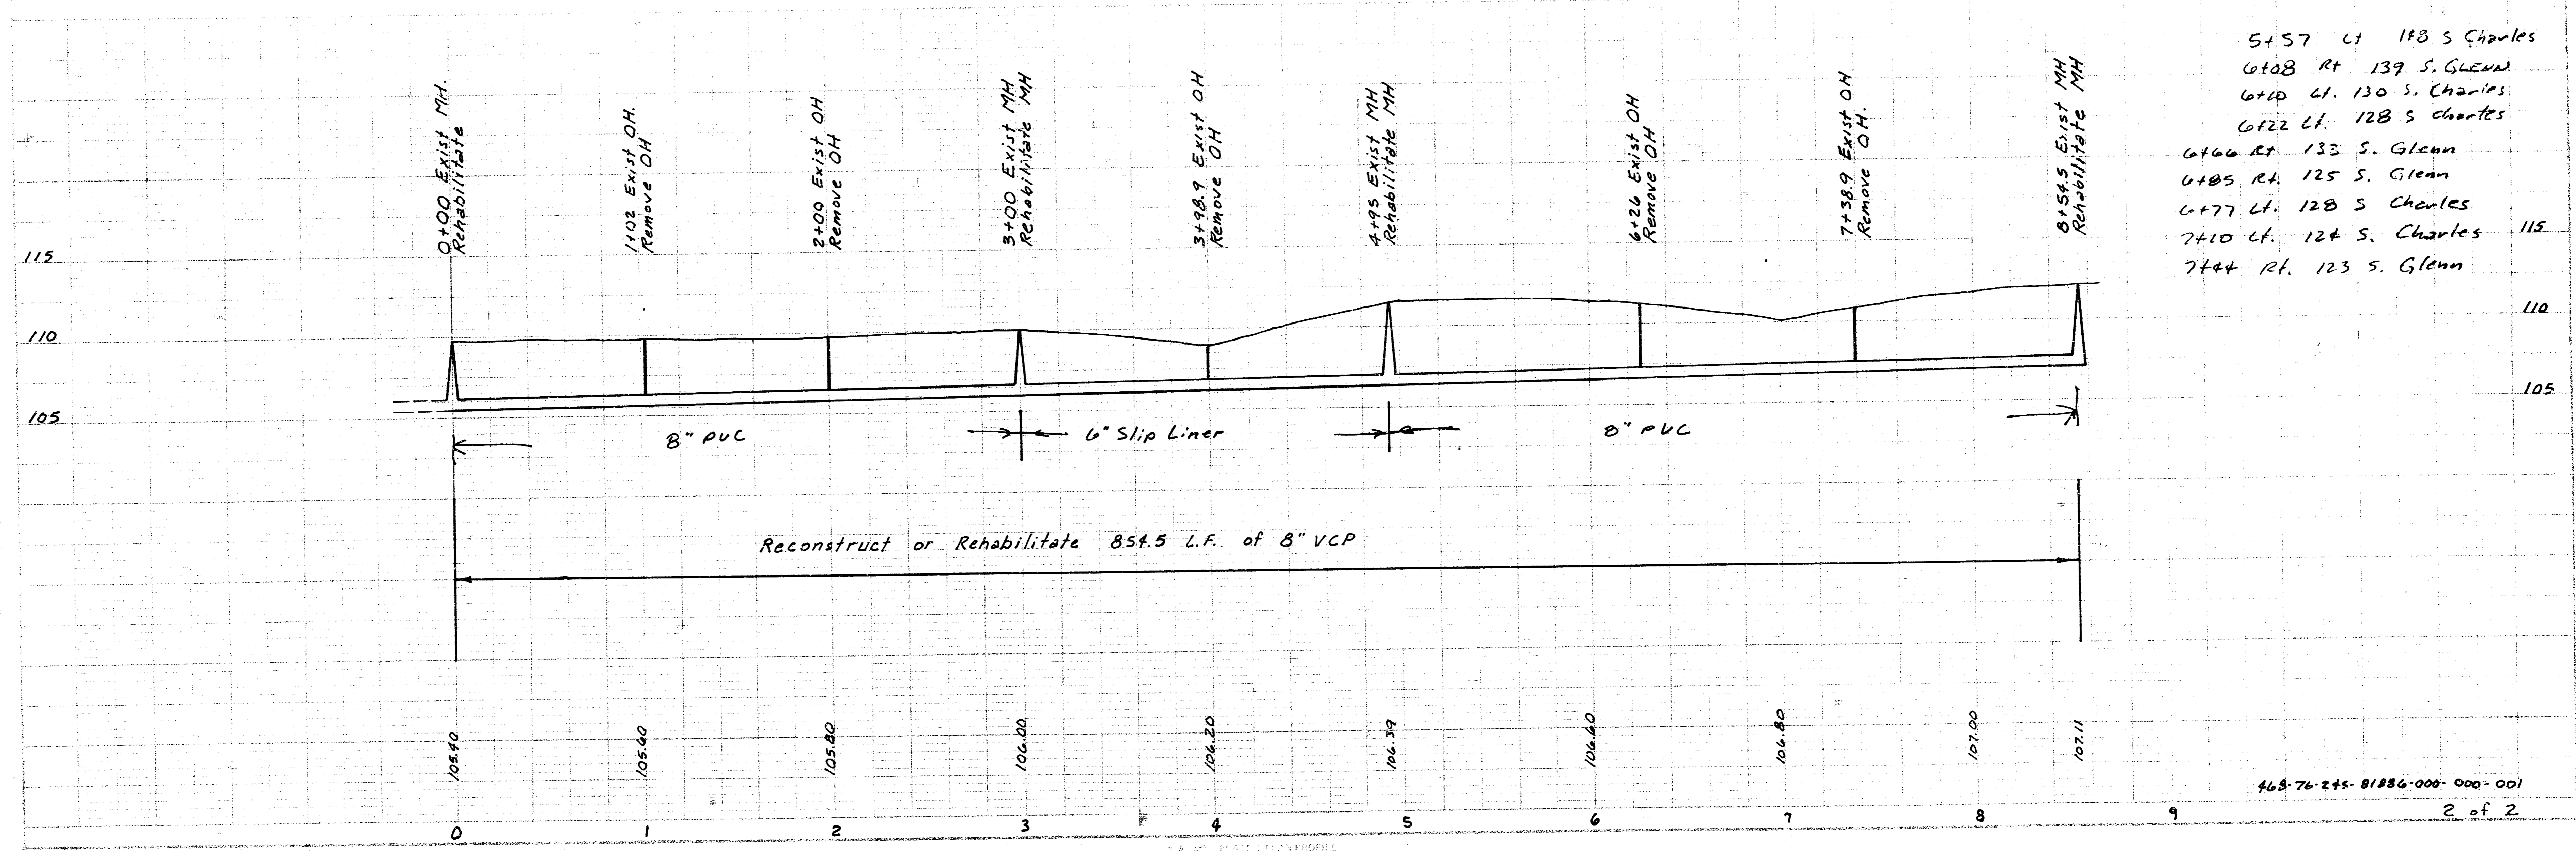 5+57 Lt 148 S Charles
6+08 Rt 139 S. GLENN
6+10 Lt. 130 S. Charles
6+22 Lt. 128 S Charles
6+66 Rt 133 S. Glenn
6+85 Rt. 125 S. Glenn
6+77 Lt. 128 S Charles
7+10 Lt. 124 S. Charles
7+44 Rt. 123 S. Glenn
0+00 Exist MH.
Rehabilitate
1+02 Exist OH.
Remove OH
2+00 Exist OH
Remove OH
3+00 Exist MH
Rehabilitate MH
3+98.9 Exist OH
Remove OH
4+95 Exist MH
Rehabilitate MH
6+26 Exist OH
Remove OH
7+38.9 Exist OH
Remove OH.
8+54.5 Exist MH
Rehabilitate MH
115
115
110
110
105
105
8" PVC
6" Slip Liner
8" PVC
Reconstruct or Rehabilitate 854.5 L.F. of 8" VCP
105.40
105.60
105.80
106.00
106.20
106.39
106.60
106.80
107.00
107.11
468-76-245-81886-000-000-001
0 1 2 3 4 5 6 7 8 9
2 of 2